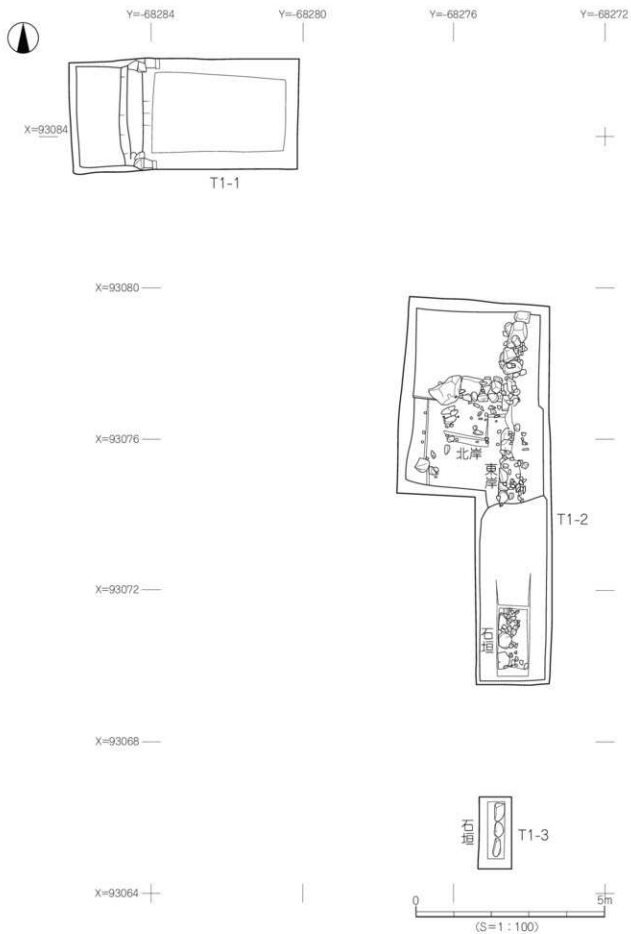 Y=-68284
Y=-68280
Y=-68276
Y=-68272
X=93084
T1-1
X=93080
X=93076
北岸
東岸
T1-2
X=93072
石垣
X=93068
石垣
T1-3
X=93064
0
5m
(S=1：100)